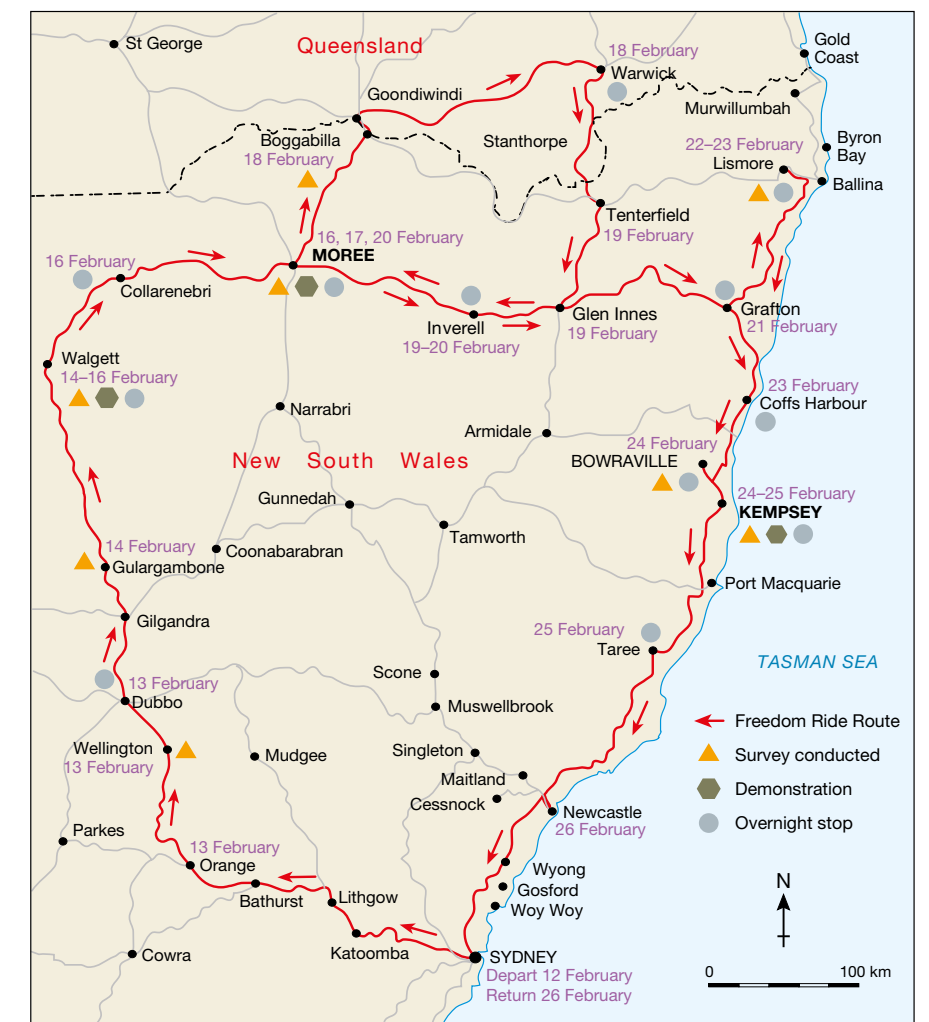 St George
Queensland
18 February
Warwick
Gold
Coast
Goondiwindi
Murwillumbah
Boggabilla
18 February
Stanthorpe
22–23 February
Lismore
Byron
Bay
Ballina
Tenterfield
19 February
16, 17, 20 February
MOREE
16 February
Collarenebri
Inverell
19–20 February
Glen Innes
19 February
Grafton
21 February
Walgett
14–16 February
23 February
Coffs Harbour
Narrabri
Armidale
24 February
BOWRAVILLE
New South Wales
24–25 February
KEMPSEY
Gunnedah
Tamworth
14 February
Gulargambone
Coonabarabran
Port Macquarie
Gilgandra
25 February
Taree
TASMAN SEA
13 February
Dubbo
Scone
Muswellbrook
Freedom Ride Route
Wellington
13 February
Mudgee
Singleton
Survey conducted
Maitland
Cessnock
Demonstration
Newcastle
26 February
Overnight stop
Parkes
13 February
Orange
Wyong
Gosford
Woy Woy
Bathurst
Lithgow
N
Katoomba
Cowra
SYDNEY
Depart 12 February
Return 26 February
0 100 km